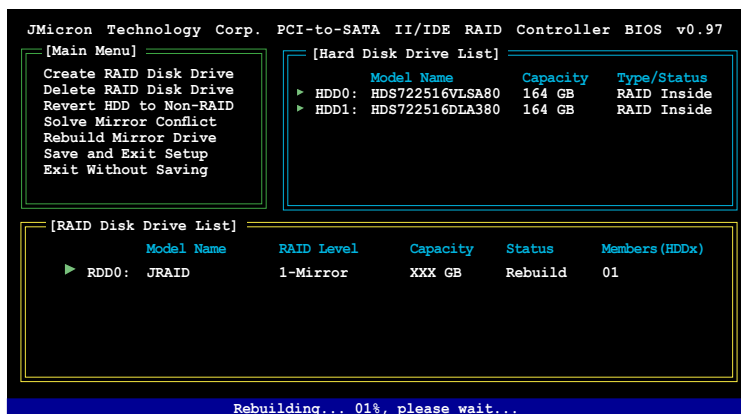 JMicron Technology Corp. PCI-to-SATA II/IDE RAID Controller BIOS v0.97
[Main Menu]
Create RAID Disk Drive
Delete RAID Disk Drive
Revert HDD to Non-RAID
Solve Mirror Conflict
Rebuild Mirror Drive
Save and Exit Setup
Exit Without Saving
[Hard Disk Drive List]
Model Name Capacity Type/Status
HDD0: HDS722516VLSA80 164 GB RAID Inside
HDD1: HDS722516DLA380 164 GB RAID Inside
[RAID Disk Drive List]
Model Name RAID Level Capacity Status Members(HDDx)
RDD0: JRAID 1-Mirror XXX GB Rebuild 01
Rebuilding... 01%, please wait...